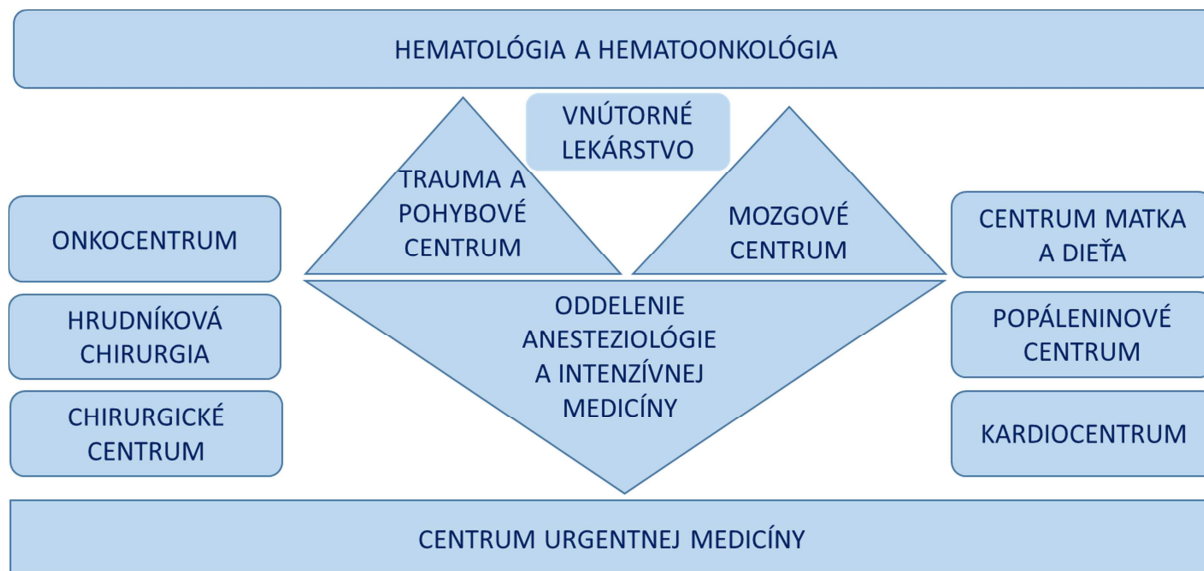 HEMATOLÓGIA A HEMATOONKOLÓGIA
VNÚTORNÉ
LEKÁRSTVO
TRAUMA A
POHYBOVÉ
CENTRUM
MOZGOVÉ
CENTRUM
ONKOCENTRUM
HRUDNÍKOVÁ
CHIRURGIA
CHIRURGICKÉ
CENTRUM
ODDELENIE
ANESTEZIOLÓGIE
A INTENZÍVNEJ
MEDICÍNY
CENTRUM MATKA
A DIEŤA
POPÁLENINOVÉ
CENTRUM
KARDIOCENTRUM
CENTRUM URGENTNEJ MEDICÍNY